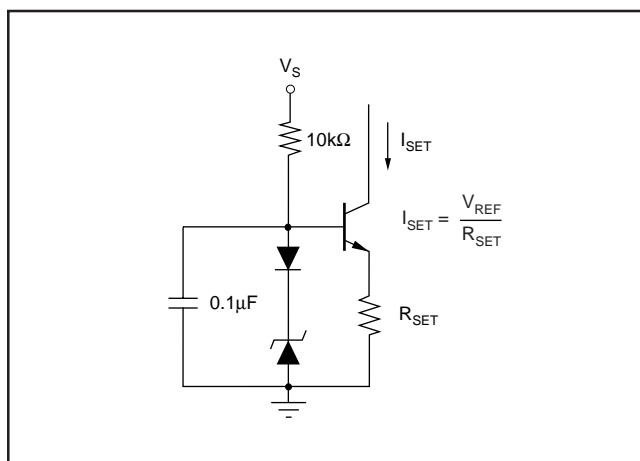 V_S
10kΩ
I_SET
I_SET = V_REF / R_SET
0.1µF
R_SET